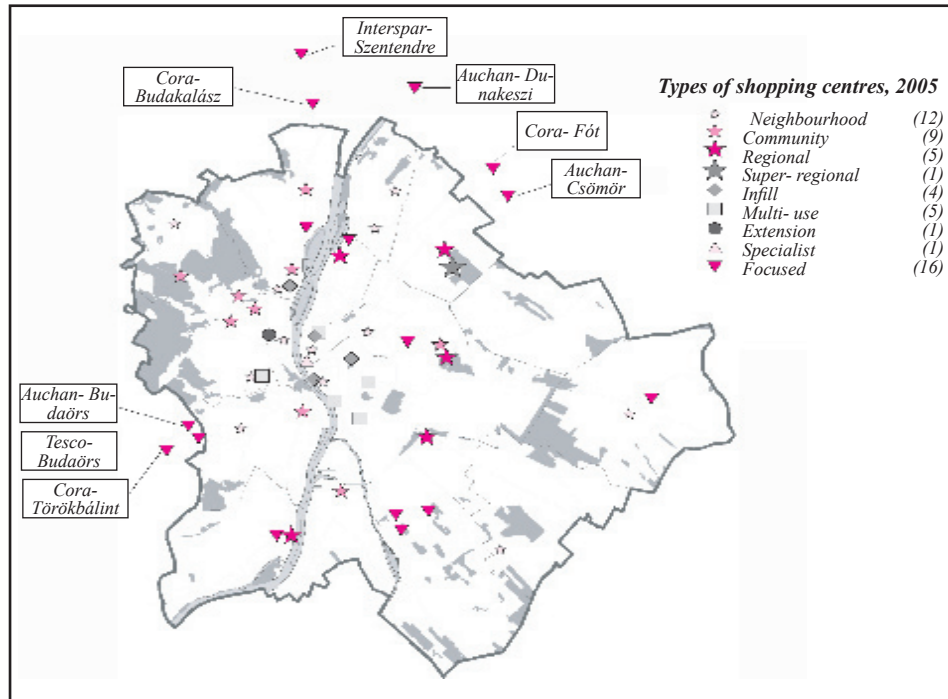 Interspar-
Szentendre
Cora-
Budakalász
Auchan- Du-
nakeszi
Cora- Fót
Auchan-
Csömör
Types of shopping centres, 2005
Neighbourhood (12)
Community (9)
Regional (5)
Super- regional (1)
Infill (4)
Multi- use (5)
Extension (1)
Specialist (1)
Focused (16)
Auchan- Bu-
daörs
Tesco-
Budaörs
Cora-
Törökbálint